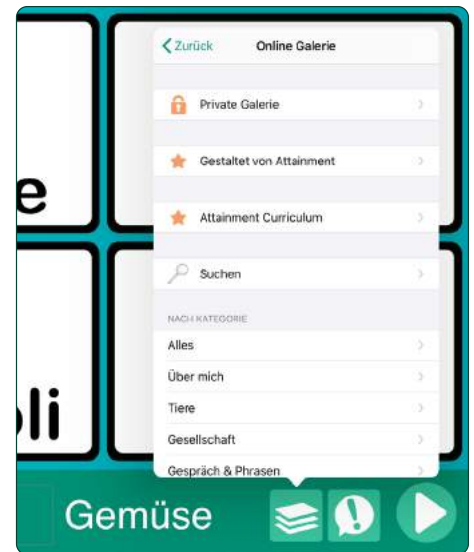 Zurück Online Galerie
Private Galerie
Gestaltet von Attainment
e
Attainment Curriculum
Suchen
NACH KATEGORIE
Alles
Über mich
Tiere
li
Gesellschaft
Gespräch & Phrasen
Gemüse